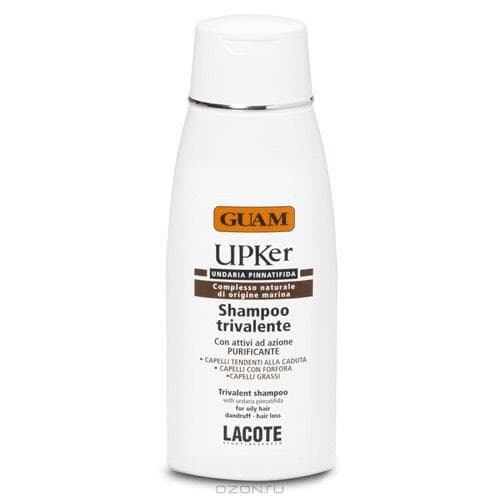 GUAM
UPKer
UNDARIA PINNATIFIDA
Complesso naturale
di origine marina
Shampoo
trivalente
Con attivi ad azione
PURIFICANTE
• CAPELLI TENDENTI ALLA CADUTA
• CAPELLI CON FORFORA
•CAPELLI GRASSI
Trivalent shampoo
with undaria pinnatifida
for oily hair
dandruff - hair loss
LACOTE
ozon.ru